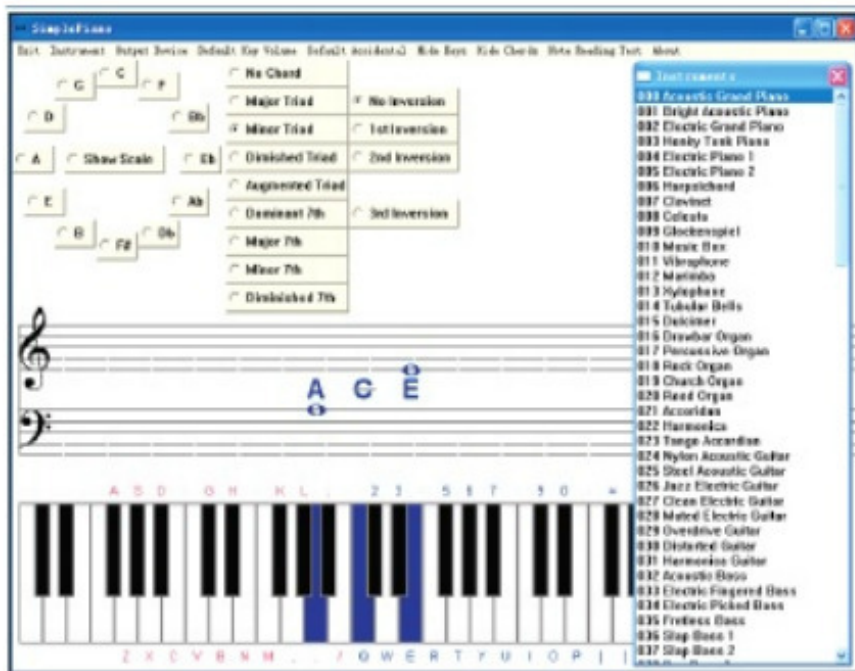 SimplePiano
Exit Instrument Output Device Default Key Volume Default Accidental Hide Keys Hide Chords Note Reading Test About
C
G F
D Bb
A Show Scale Eb
E Ab
B Db
F#
No Chord
Major Triad
Minor Triad
Dimished Triad
Augmented Triad
Dominant 7th
Major 7th
Minor 7th
Diminished 7th
No Inversion
1st Inversion
2nd Inversion
3rd Inversion
Instruments
000 Acoustic Grand Piano
001 Bright Acoustic Piano
002 Electric Grand Piano
003 Honky Tonk Piano
004 Electric Piano 1
005 Electric Piano 2
006 Harpsichord
007 Clavinet
008 Celesta
009 Glockenspiel
010 Music Box
011 Vibraphone
012 Marimba
013 Xylophone
014 Tubular Bells
015 Dulcimer
016 Drawbar Organ
017 Percussive Organ
018 Rock Organ
019 Church Organ
020 Reed Organ
021 Accoridan
022 Harmonica
023 Tango Accordian
024 Nylon Acoustic Guitar
025 Steel Acoustic Guitar
026 Jazz Electric Guitar
027 Clean Electric Guitar
028 Muted Electric Guitar
029 Overdrive Guitar
030 Distorted Guitar
031 Harmonics Guitar
032 Acoustic Bass
033 Electric Fingered Bass
034 Electric Picked Bass
035 Fretless Bass
036 Slap Bass 1
037 Slap Bass 2
A C E
A S D G H K L ; 2 3 5 6 7 9 0 =
Z X C V B N M , . / Q W E R T Y U I O P [ ]